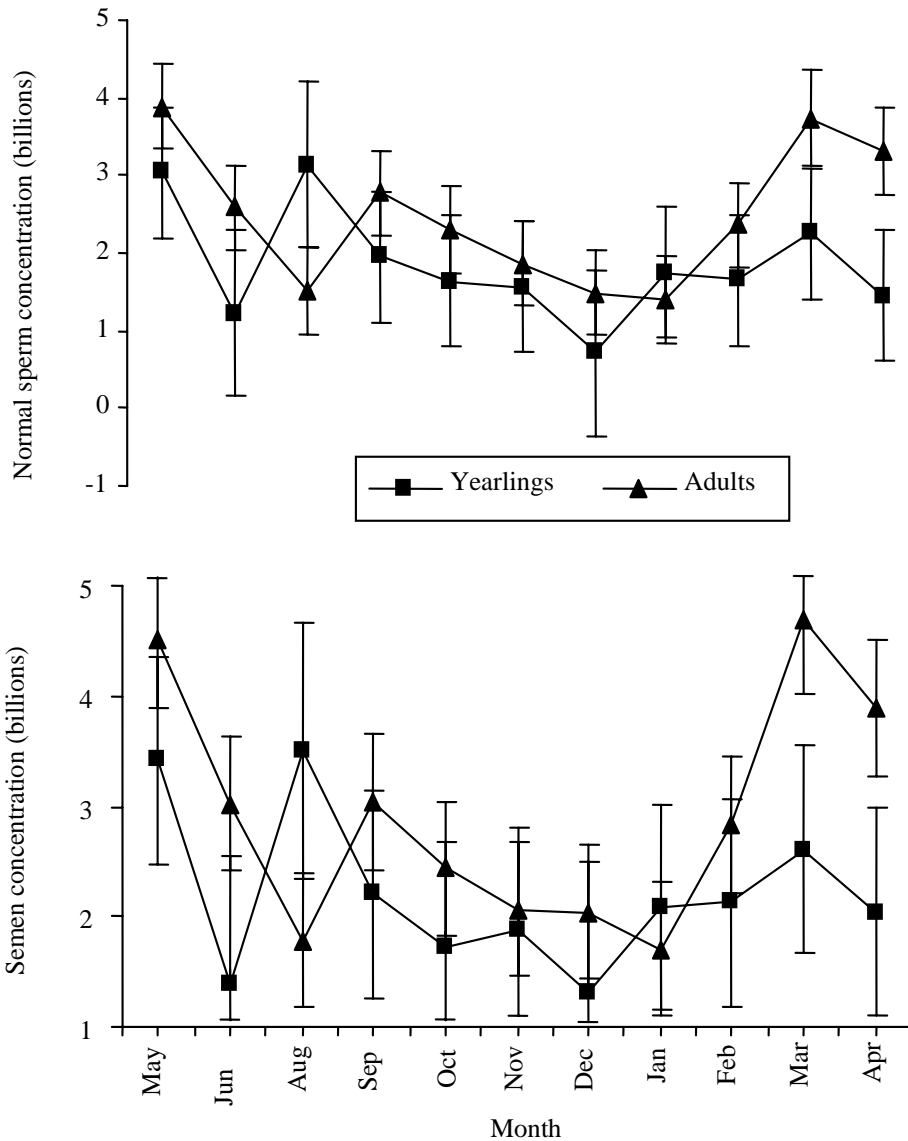 Normal sperm concentration (billions)
5
4
3
2
1
0
-1
Yearlings Adults
Semen concentration (billions)
5
4
3
2
1
May Jun Aug Sep Oct Nov Dec Jan Feb Mar Apr
Month